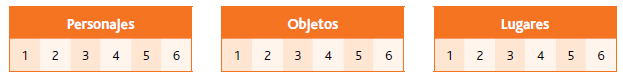 Personajes Objetos Lugares
1 2 3 4 5 6 1 2 3 4 5 6 1 2 3 4 5 6